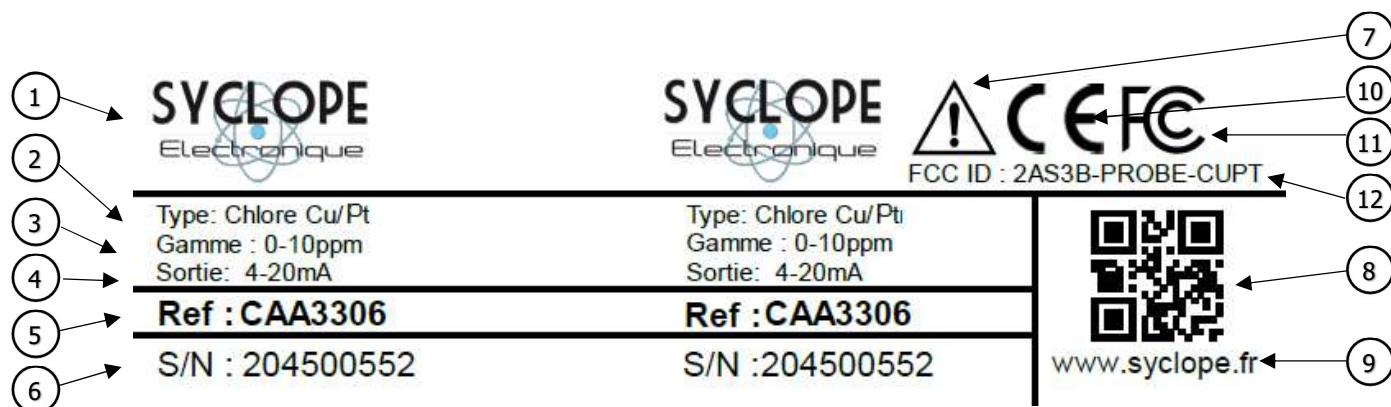 1
SYCLOPE
Electronique
2
Type: Chlore Cu/Pt
3
Gamme : 0-10ppm
4
Sortie: 4-20mA
5
Ref : CAA3306
6
S/N : 204500552
SYCLOPE
Electronique
Type: Chlore Cu/Pt
Gamme : 0-10ppm
Sortie: 4-20mA
Ref : CAA3306
S/N :204500552
7
10
CE FC
11
FCC ID : 2AS3B-PROBE-CUPT
12
8
www.syclope.fr
9